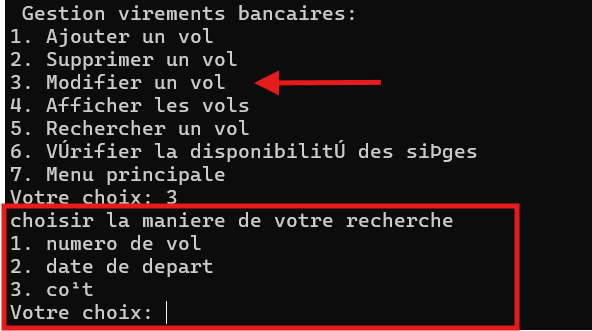 Gestion virements bancaires:
1. Ajouter un vol
2. Supprimer un vol
3. Modifier un vol
4. Afficher les vols
5. Rechercher un vol
6. VÚrifier la disponibilitÚ des siÞges
7. Menu principale
Votre choix: 3
choisir la maniere de votre recherche
1. numero de vol
2. date de depart
3. co¹t
Votre choix: